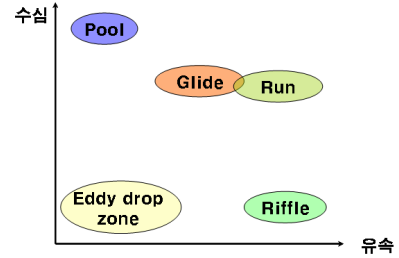 수심
Pool
Glide
Run
Eddy drop
zone
Riffle
유속